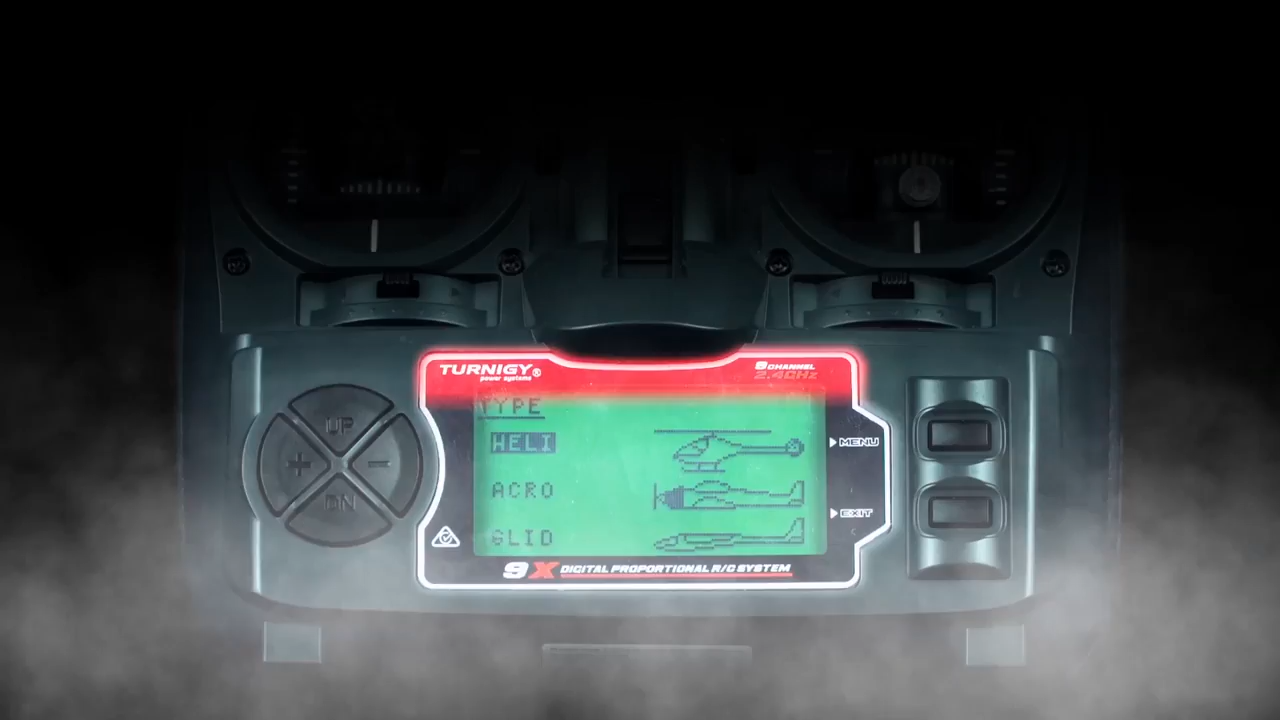 TURNIGY®
power systems
9 CHANNEL
2.4GHz
TYPE
HELI
ACRO
GLID
UP
+ -
DN
MENU
EXIT
9X DIGITAL PROPORTIONAL R/C SYSTEM